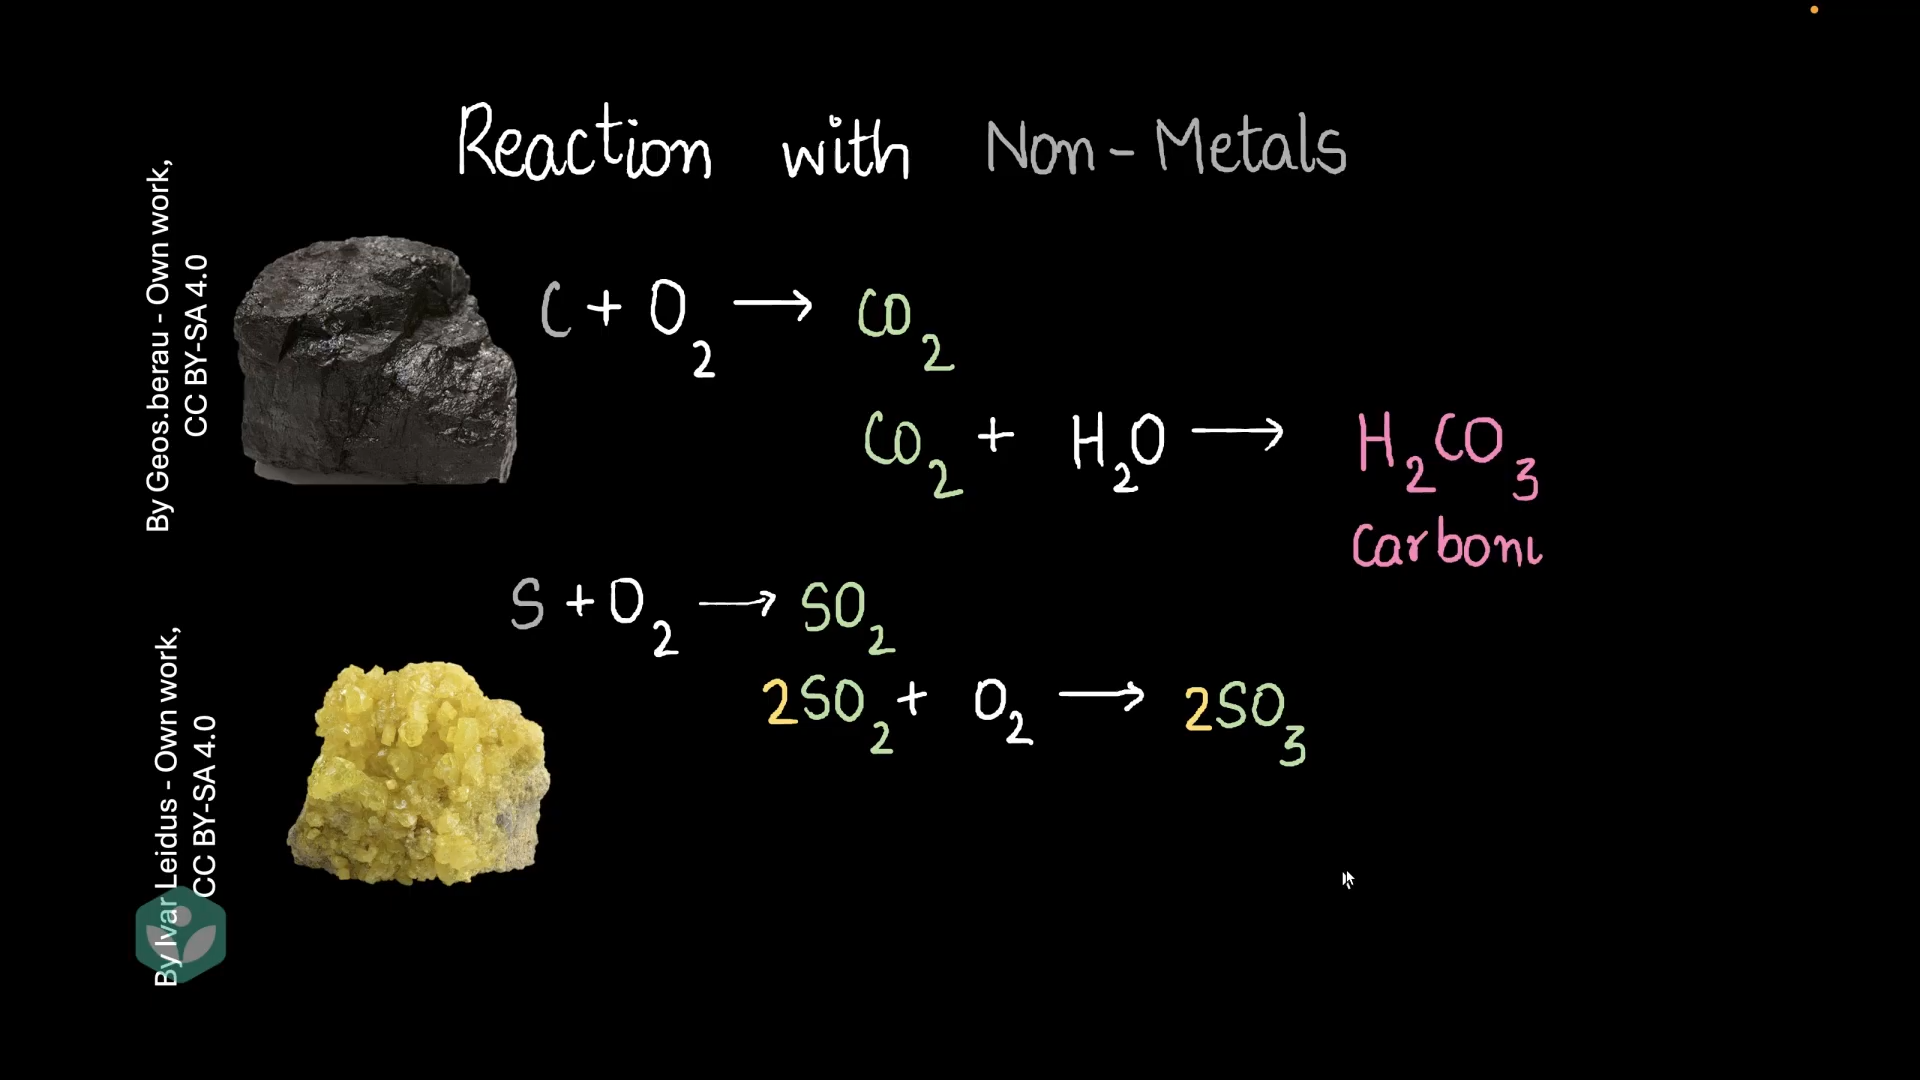 Reaction with Non-Metals
By Geos.berau - Own work,
CC BY-SA 4.0
C + O₂ → CO₂
CO₂ + H₂O → H₂CO₃
Carboni
S + O₂ → SO₂
2SO₂ + O₂ → 2SO₃
By Ivar Leidus - Own work,
CC BY-SA 4.0